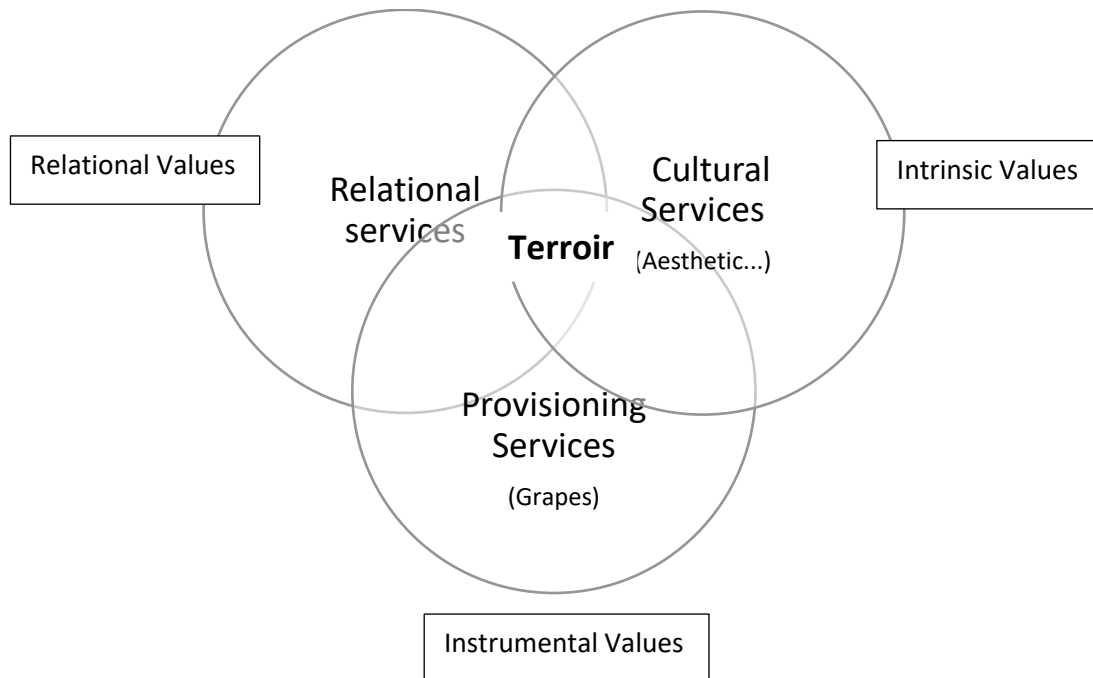 Relational Values
Relational
services
Cultural
Services
(Aesthetic...)
Intrinsic Values
Terroir
Provisioning
Services
(Grapes)
Instrumental Values